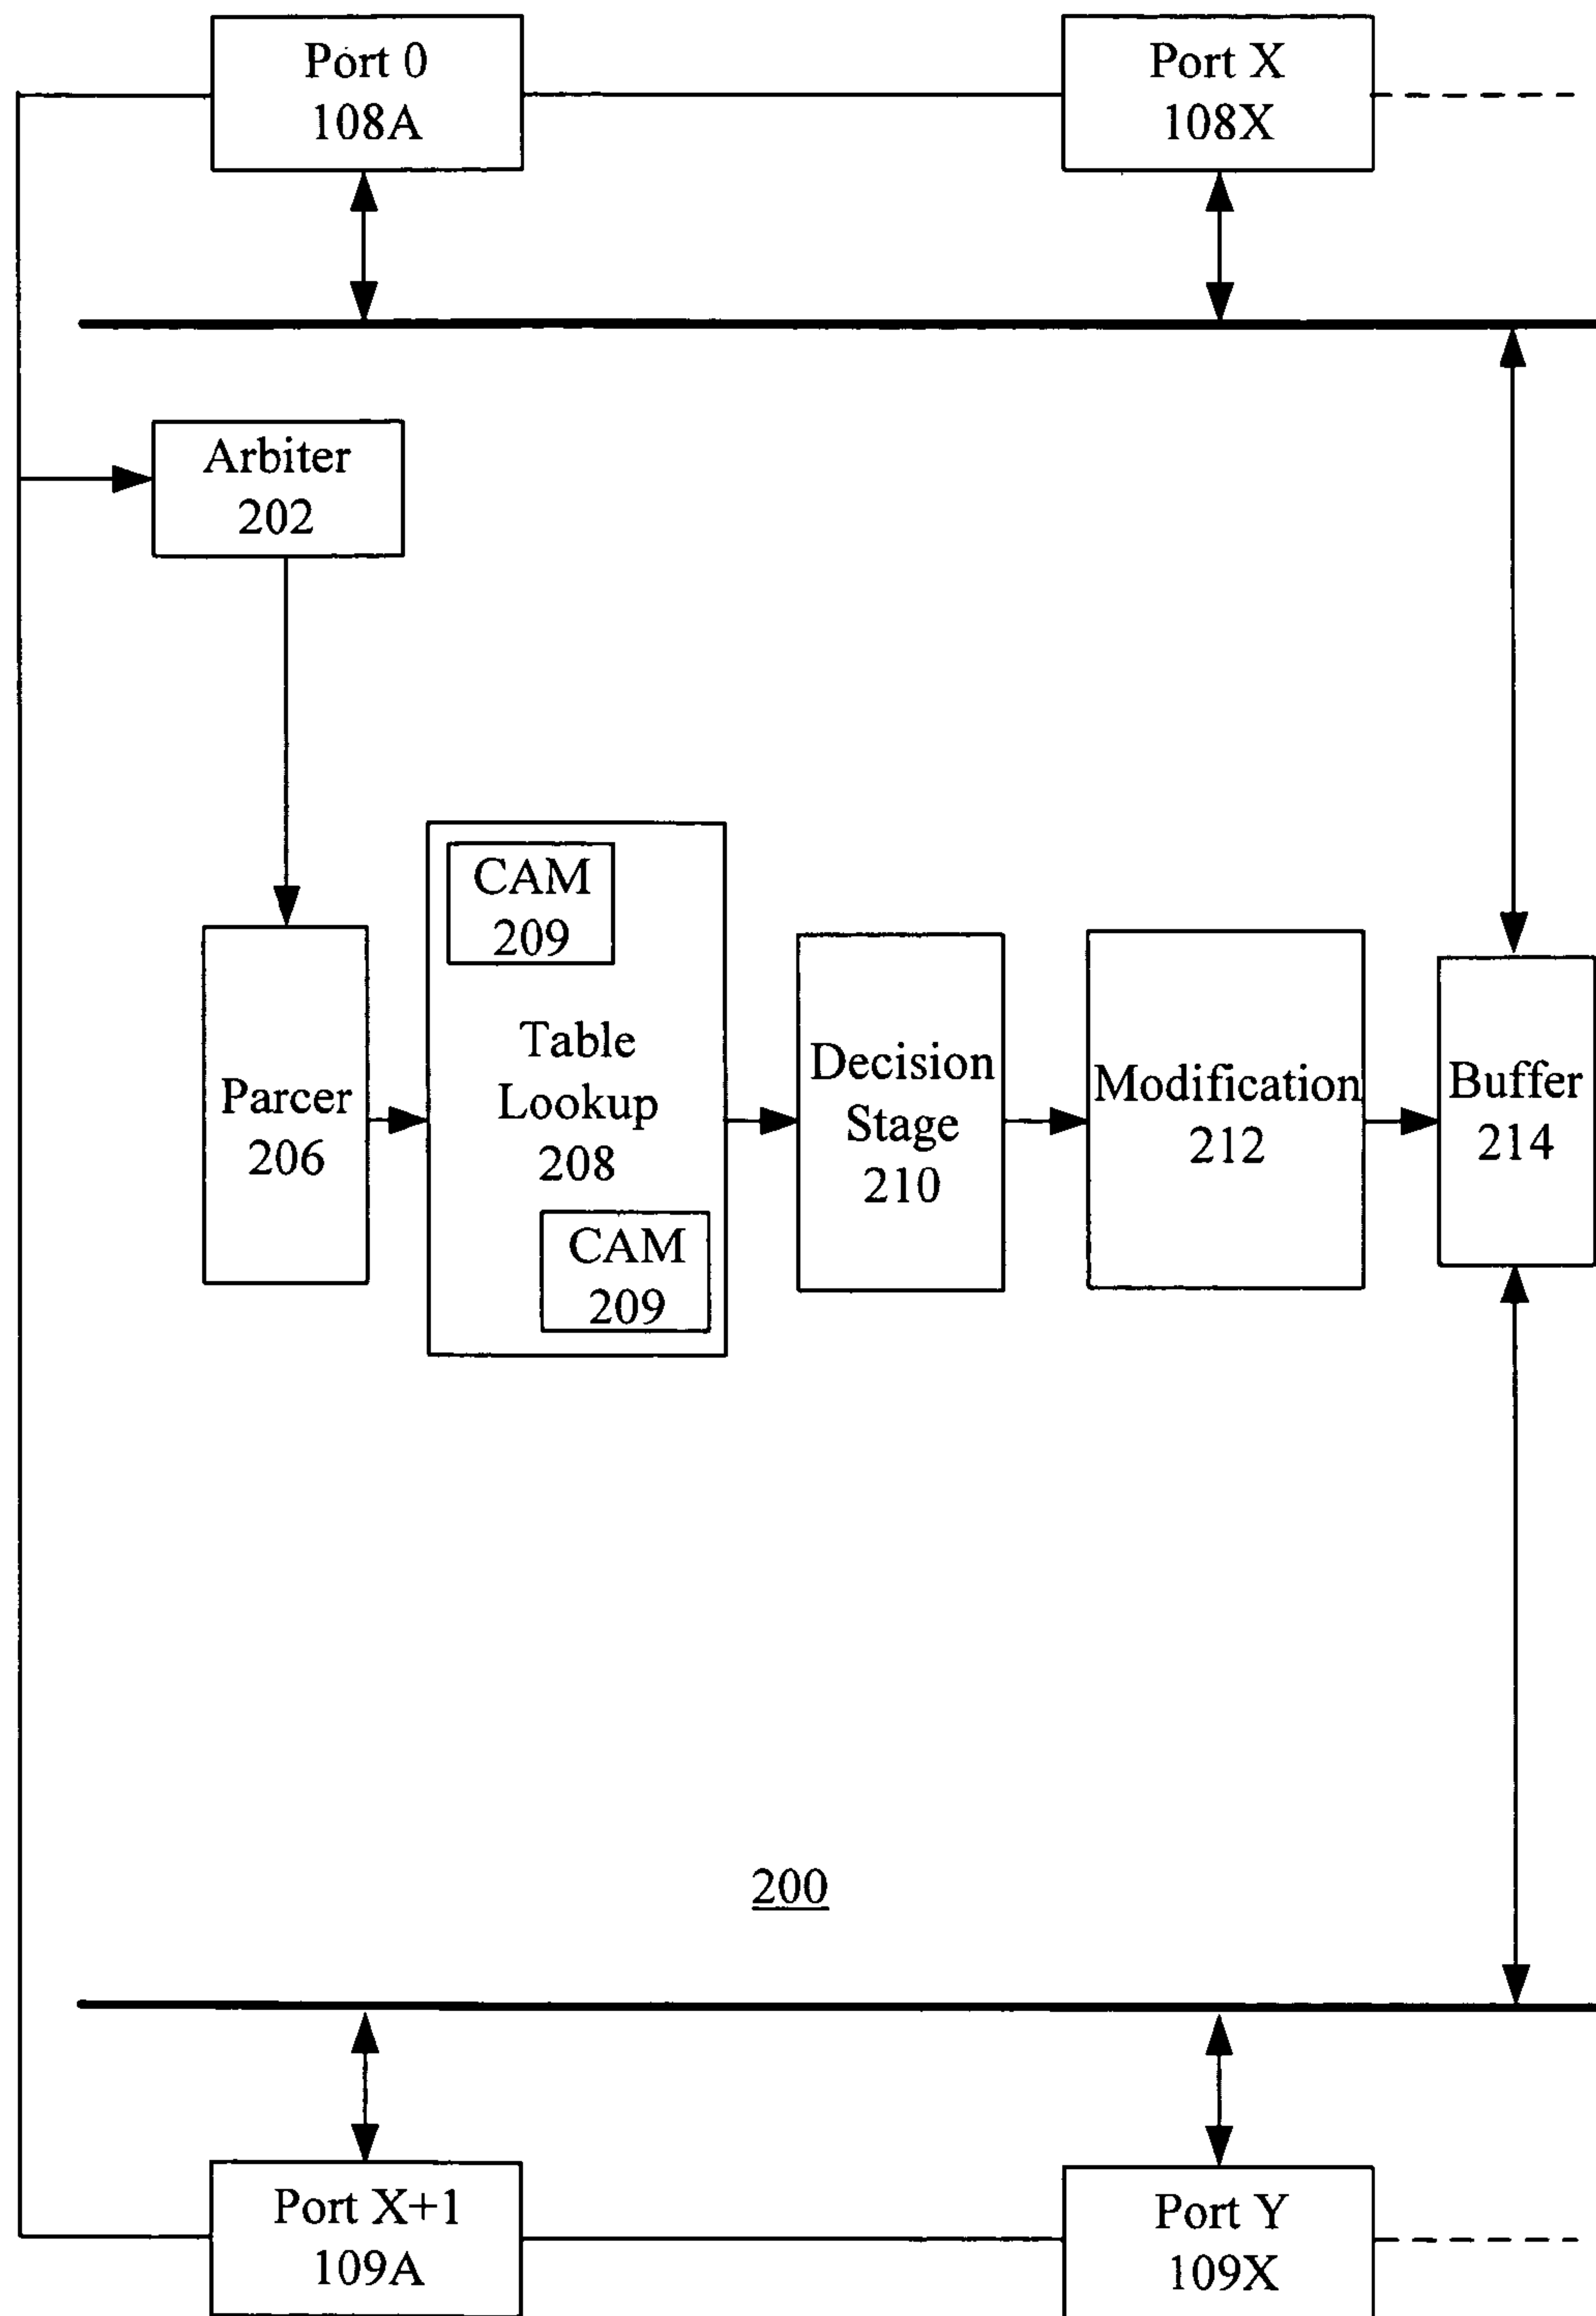 Port 0
108A
Port X
108X
Arbiter
202
CAM
209
Table
Lookup
208
CAM
209
Parcer
206
Decision
Stage
210
Modification
212
Buffer
214
200
Port X+1
109A
Port Y
109X